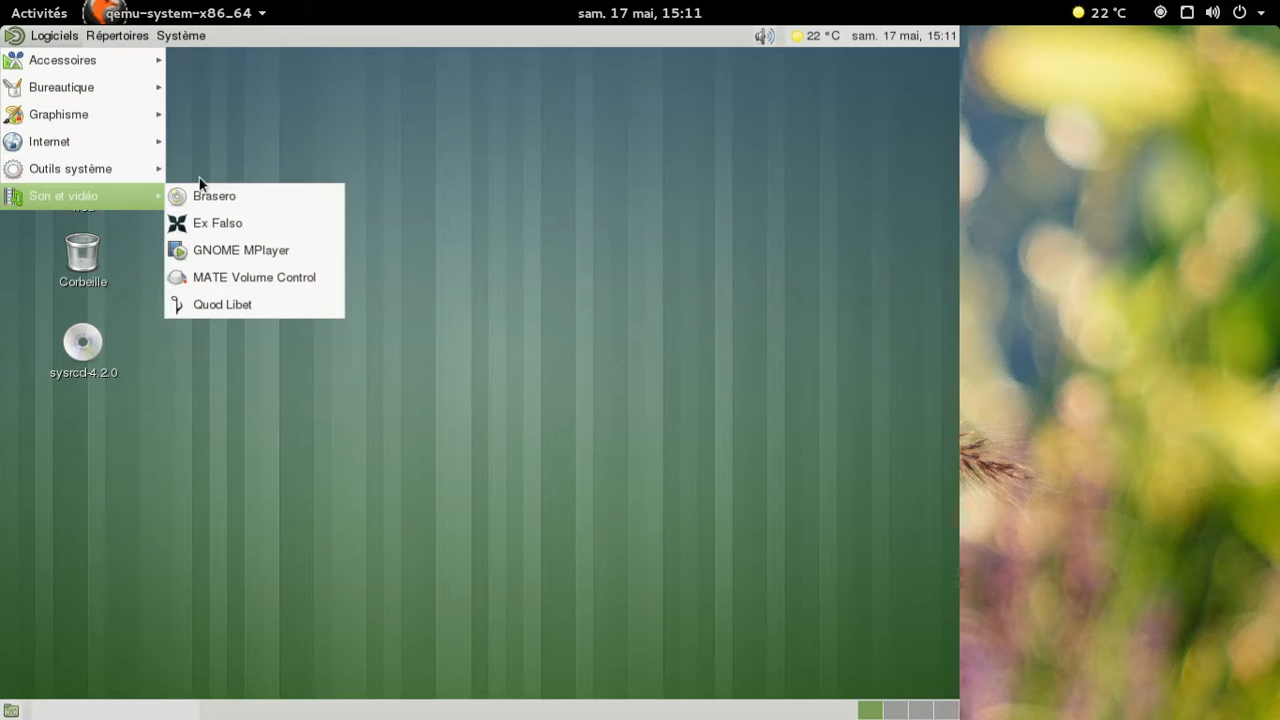 Activités qemu-system-x86_64 sam. 17 mai, 15:11 22 °C
Logiciels Répertoires Système 22 °C sam. 17 mai, 15:11
Accessoires
Bureautique
Graphisme
Internet
Outils système
Son et vidéo
Brasero
Ex Falso
GNOME MPlayer
MATE Volume Control
Quod Libet
Corbeille
sysrcd-4.2.0